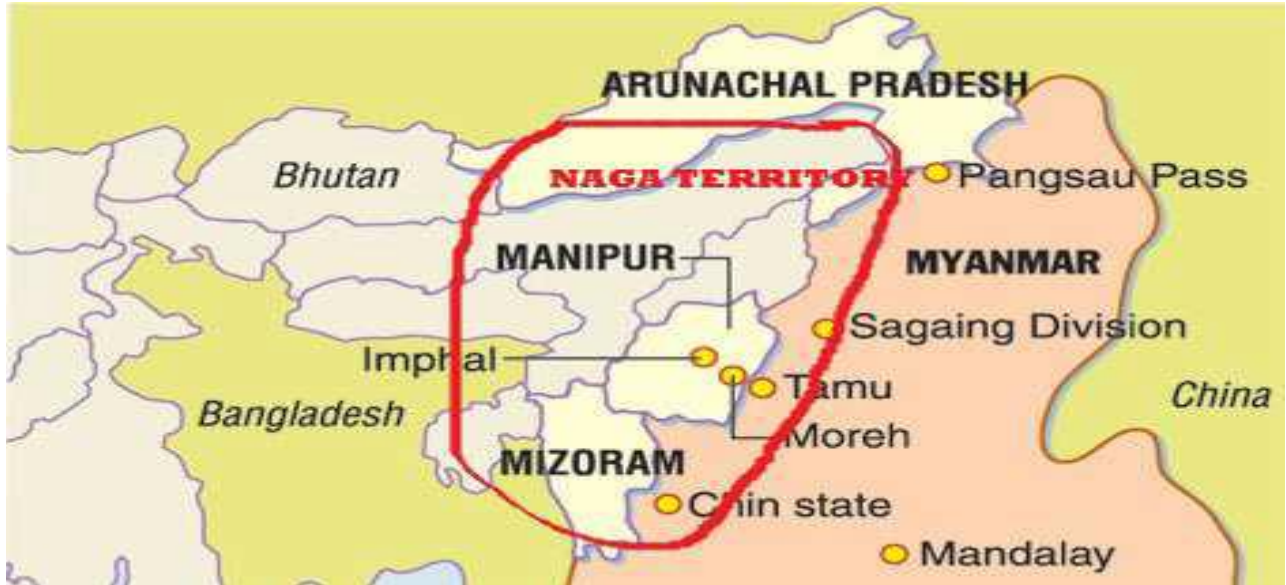 ARUNACHAL PRADESH
Bhutan
NAGA TERRITORY
Pangsau Pass
MANIPUR
MYANMAR
Sagaing Division
Imphal
Tamu
China
Bangladesh
Moreh
MIZORAM
Chin state
Mandalay